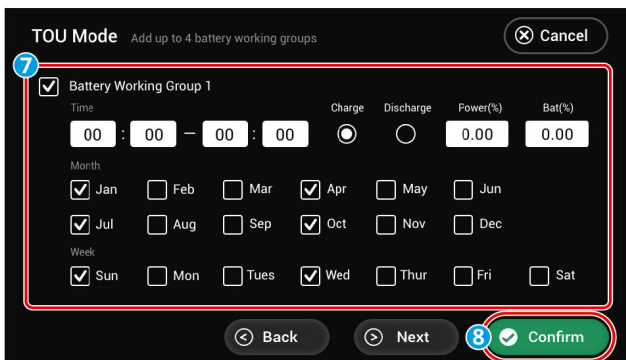 TOU Mode Add up to 4 battery working groups Cancel
7
Battery Working Group 1
Time Charge Discharge Power(%) Bat(%)
00 : 00 — 00 : 00 0.00 0.00
Month
Jan Feb Mar Apr May Jun
Jul Aug Sep Oct Nov Dec
Week
Sun Mon Tues Wed Thur Fri Sat
Back Next 8 Confirm